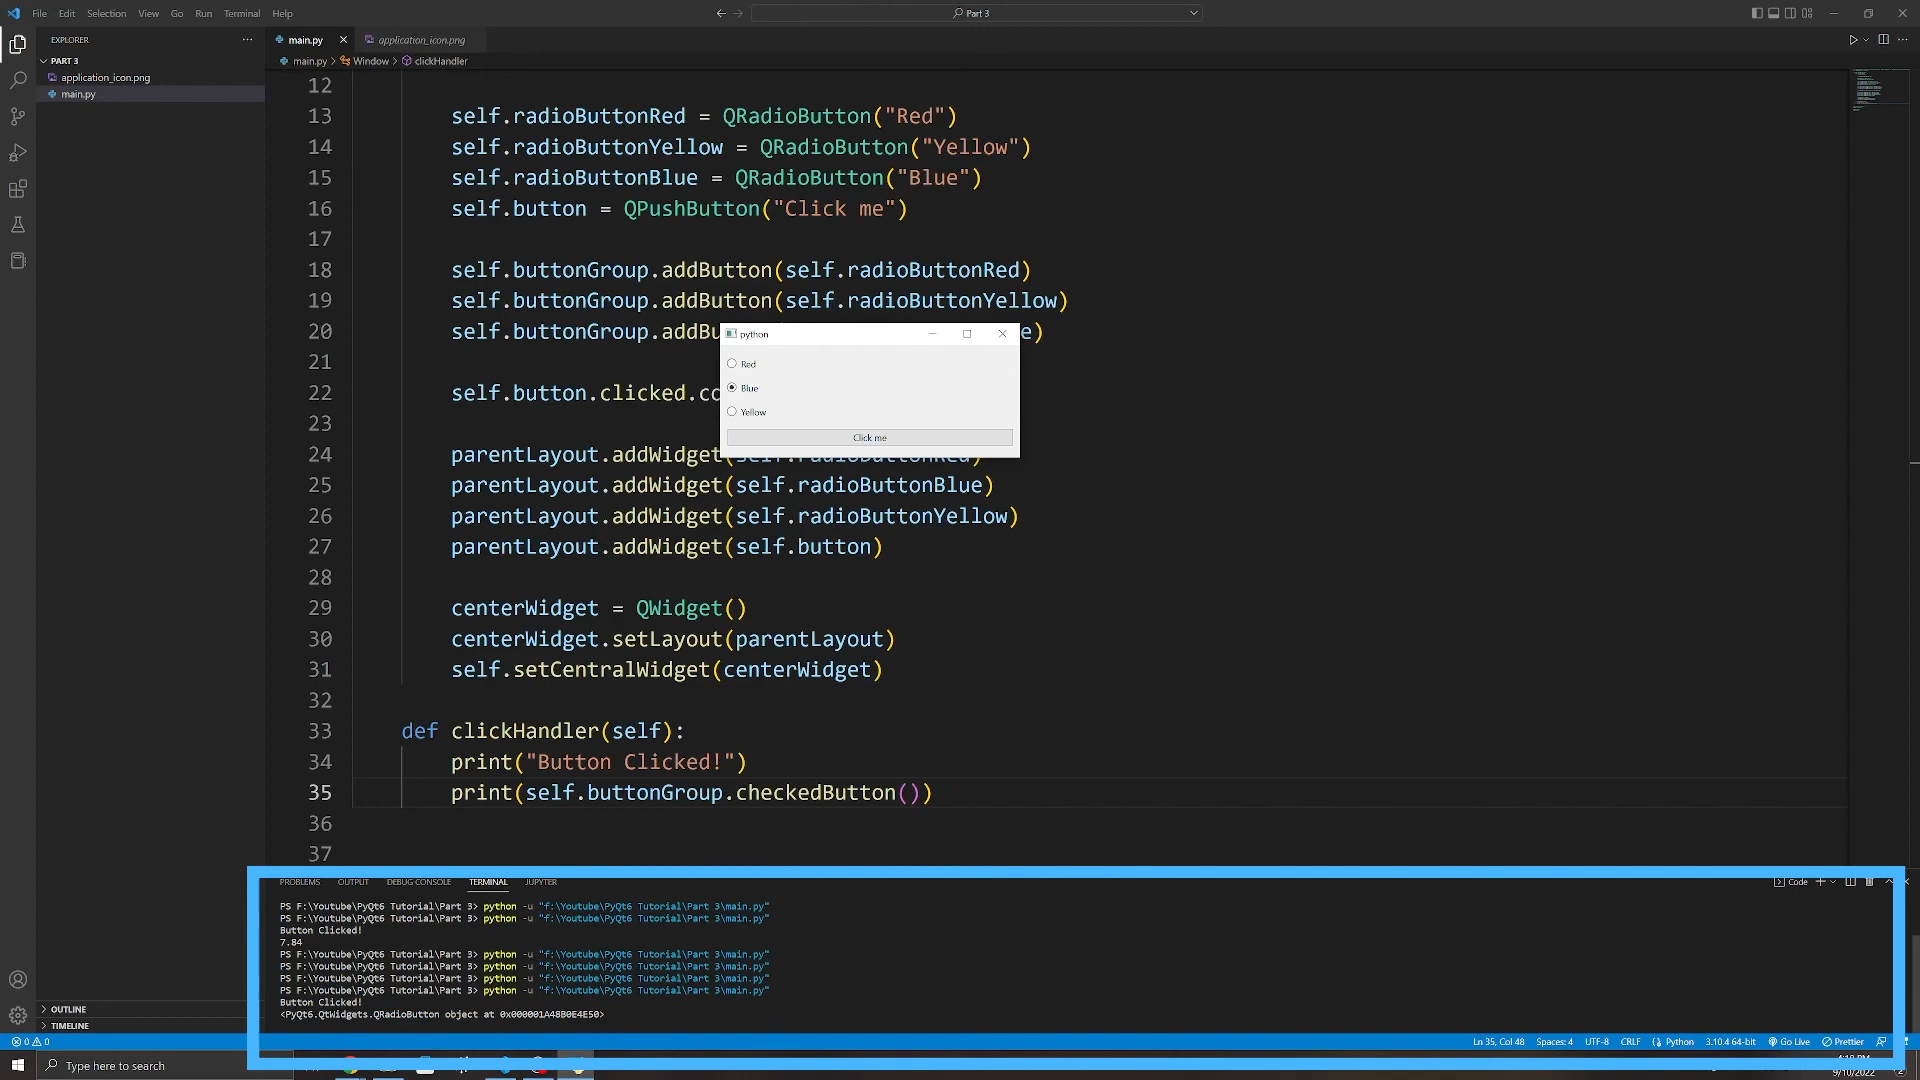 File Edit Selection View Go Run Terminal Help
Part 3
EXPLORER
PART 3
application_icon.png
main.py
OUTLINE
TIMELINE
main.py
application_icon.png
main.py > Window > clickHandler
12
13 self.radioButtonRed = QRadioButton("Red")
14 self.radioButtonYellow = QRadioButton("Yellow")
15 self.radioButtonBlue = QRadioButton("Blue")
16 self.button = QPushButton("Click me")
17
18 self.buttonGroup.addButton(self.radioButtonRed)
19 self.buttonGroup.addButton(self.radioButtonYellow)
20 self.buttonGroup.addBu e)
21
22 self.button.clicked.co
23
24 parentLayout.addWidget(self.radioButtonRed)
25 parentLayout.addWidget(self.radioButtonBlue)
26 parentLayout.addWidget(self.radioButtonYellow)
27 parentLayout.addWidget(self.button)
28
29 centerWidget = QWidget()
30 centerWidget.setLayout(parentLayout)
31 self.setCentralWidget(centerWidget)
32
33 def clickHandler(self):
34 print("Button Clicked!")
35 print(self.buttonGroup.checkedButton())
36
37
python
Red
Blue
Yellow
Click me
PROBLEMS OUTPUT DEBUG CONSOLE TERMINAL JUPYTER
Code
PS F:\Youtube\PyQt6 Tutorial\Part 3> python -u "f:\Youtube\PyQt6 Tutorial\Part 3\main.py"
PS F:\Youtube\PyQt6 Tutorial\Part 3> python -u "f:\Youtube\PyQt6 Tutorial\Part 3\main.py"
Button Clicked!
7.84
PS F:\Youtube\PyQt6 Tutorial\Part 3> python -u "f:\Youtube\PyQt6 Tutorial\Part 3\main.py"
PS F:\Youtube\PyQt6 Tutorial\Part 3> python -u "f:\Youtube\PyQt6 Tutorial\Part 3\main.py"
PS F:\Youtube\PyQt6 Tutorial\Part 3> python -u "f:\Youtube\PyQt6 Tutorial\Part 3\main.py"
PS F:\Youtube\PyQt6 Tutorial\Part 3> python -u "f:\Youtube\PyQt6 Tutorial\Part 3\main.py"
Button Clicked!
<PyQt6.QtWidgets.QRadioButton object at 0x000001A48B0E4E50>
0 0
Ln 35, Col 48 Spaces: 4 UTF-8 CRLF Python 3.10.4 64-bit Go Live Prettier
Type here to search
9/10/2022